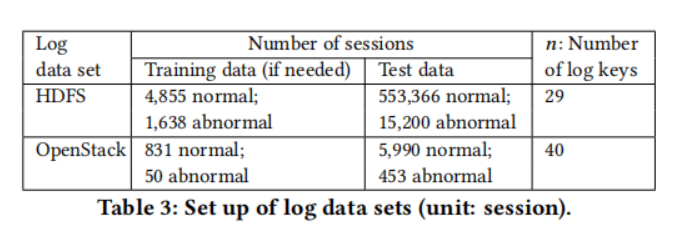 Log Number of sessions n: Number
data set Training data (if needed) Test data of log keys
HDFS 4,855 normal; 553,366 normal; 29
1,638 abnormal 15,200 abnormal
OpenStack 831 normal; 5,990 normal; 40
50 abnormal 453 abnormal
Table 3: Set up of log data sets (unit: session).